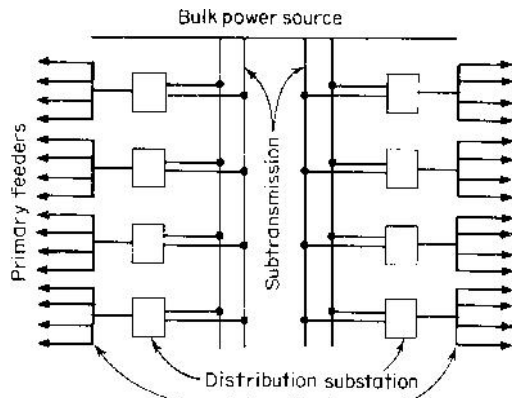 Bulk power source
Primary feeders
Subtransmission
Distribution substation